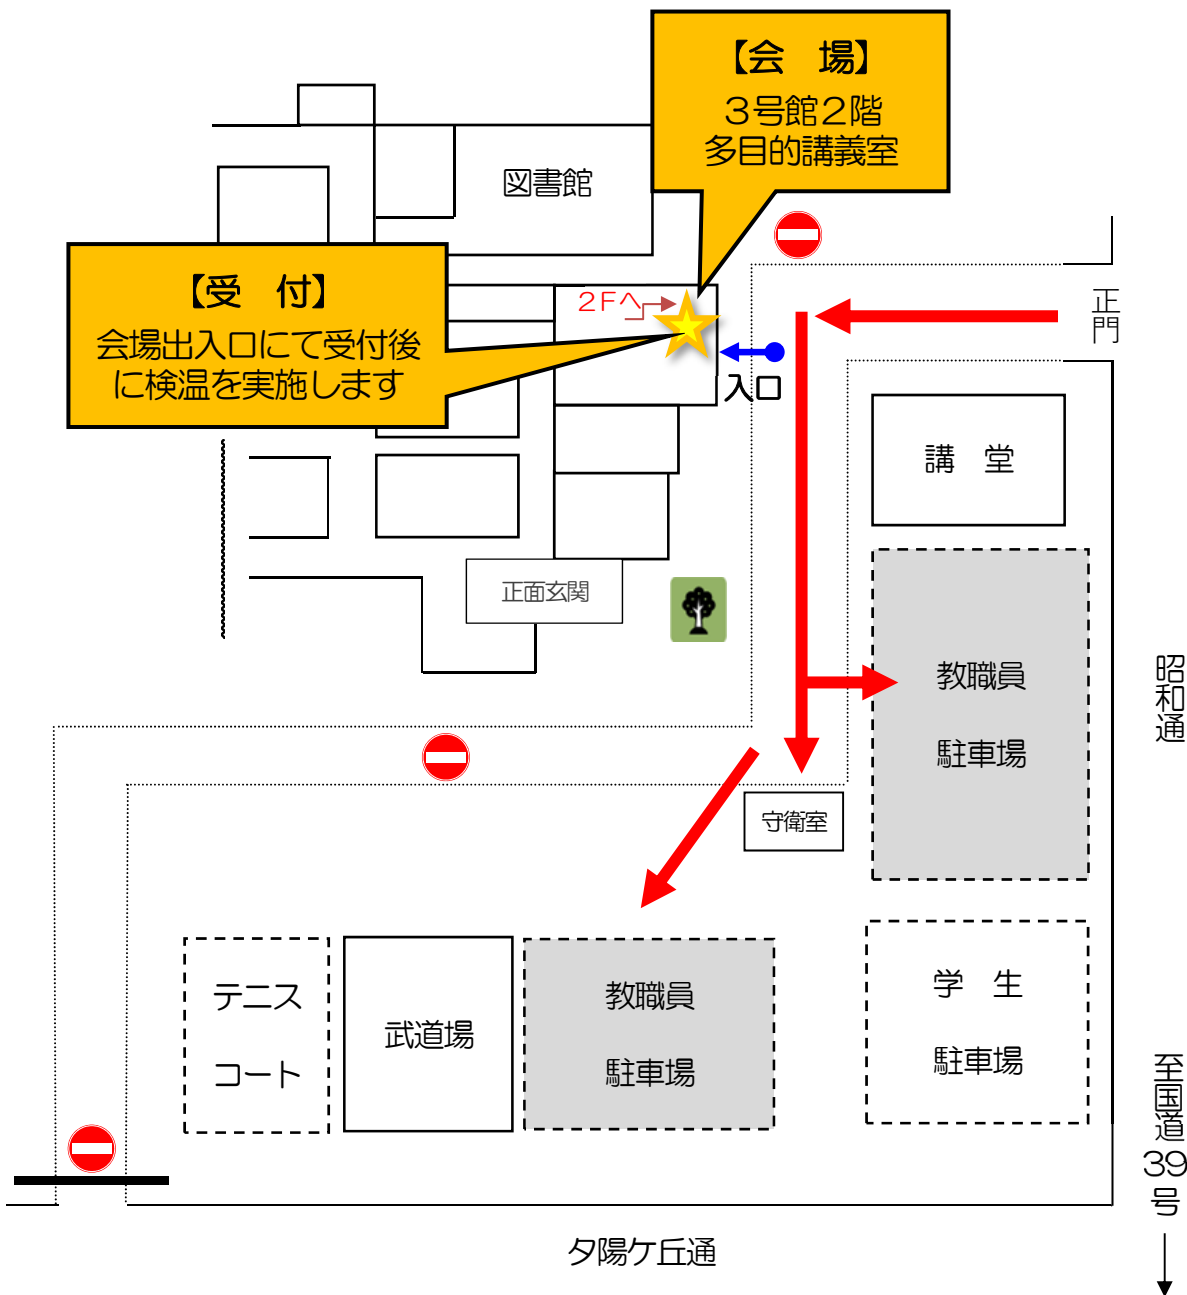 【会　場】
３号館２階
多目的講義室
図書館
【受　付】
会場出入口にて受付後
に検温を実施します
２Ｆへ
入口
正門
講　堂
正面玄関
教職員
駐車場
昭和通
守衛室
テニス
コート
武道場
教職員
駐車場
学　生
駐車場
至国道39号
夕陽ケ丘通